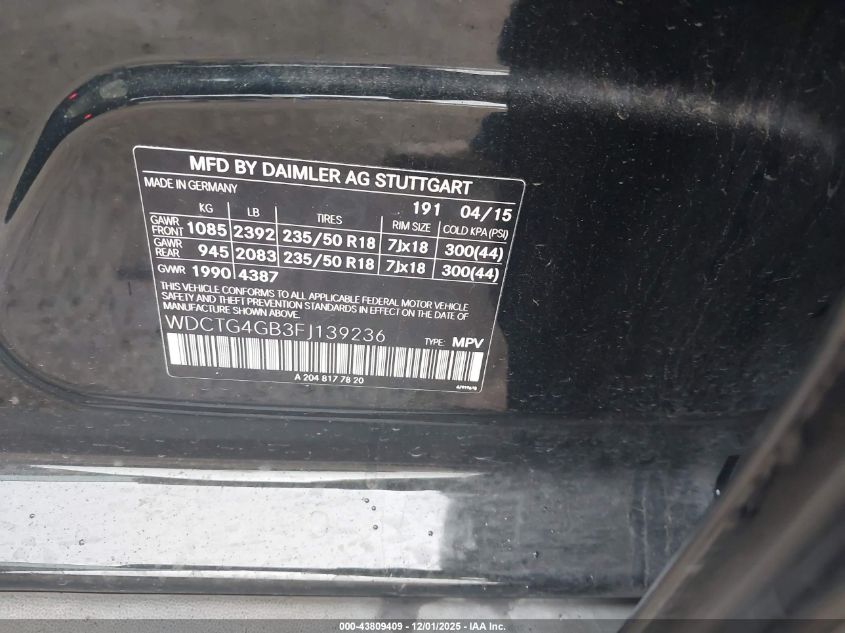 MFD BY DAIMLER AG STUTTGART
MADE IN GERMANY
191 04/15
KG LB TIRES RIM SIZE COLD KPA (PSI)
GAWR FRONT 1085 2392 235/50 R18 7Jx18 300(44)
GAWR REAR 945 2083 235/50 R18 7Jx18 300(44)
GVWR 1990 4387
THIS VEHICLE CONFORMS TO ALL APPLICABLE FEDERAL MOTOR VEHICLE
SAFETY AND THEFT PREVENTION STANDARDS IN EFFECT ON THE DATE OF
MANUFACTURE SHOWN ABOVE.
WDCTG4GB3FJ139236
TYPE: MPV
A 204 817 78 20
000-43809409 - 12/01/2025 - IAA Inc.